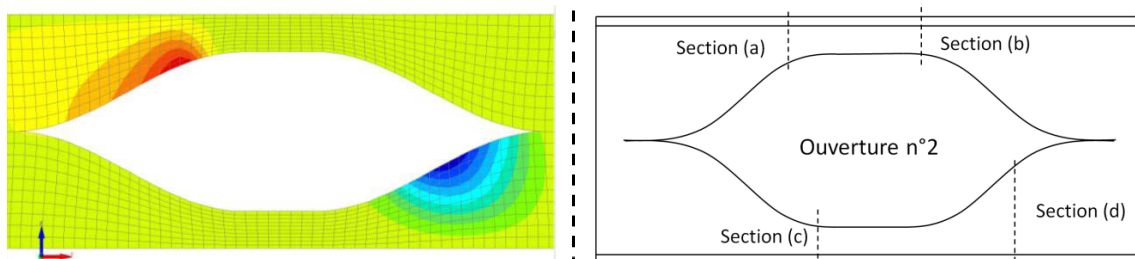 Section (a)
Section (b)
Ouverture n°2
Section (c)
Section (d)